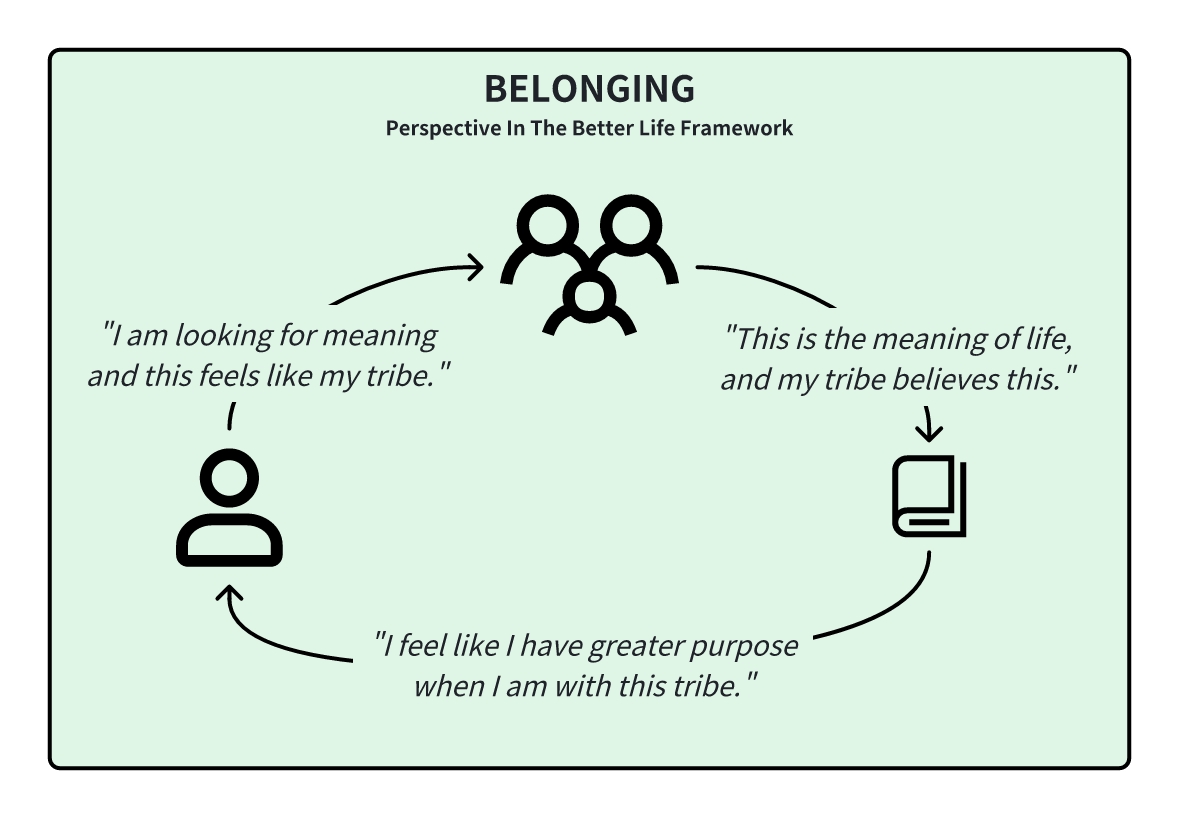 BELONGING
Perspective In The Better Life Framework
"I am looking for meaning
and this feels like my tribe."
"This is the meaning of life,
and my tribe believes this."
"I feel like I have greater purpose
when I am with this tribe."